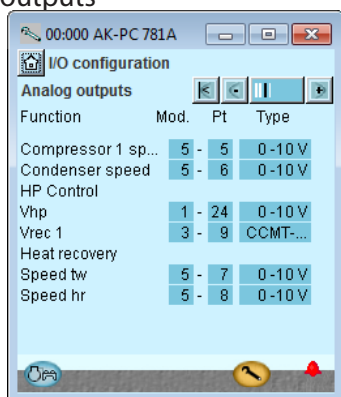 outputs
00:000 AK-PC 781A
I/O configuration
Analog outputs
Function Mod. Pt Type
Compressor 1 sp... 5 - 5 0 -10 V
Condenser speed 5 - 6 0 -10 V
HP Control
Vhp 1 - 24 0 -10 V
Vrec 1 3 - 9 CCMT-...
Heat recovery
Speed tw 5 - 7 0 -10 V
Speed hr 5 - 8 0 -10 V